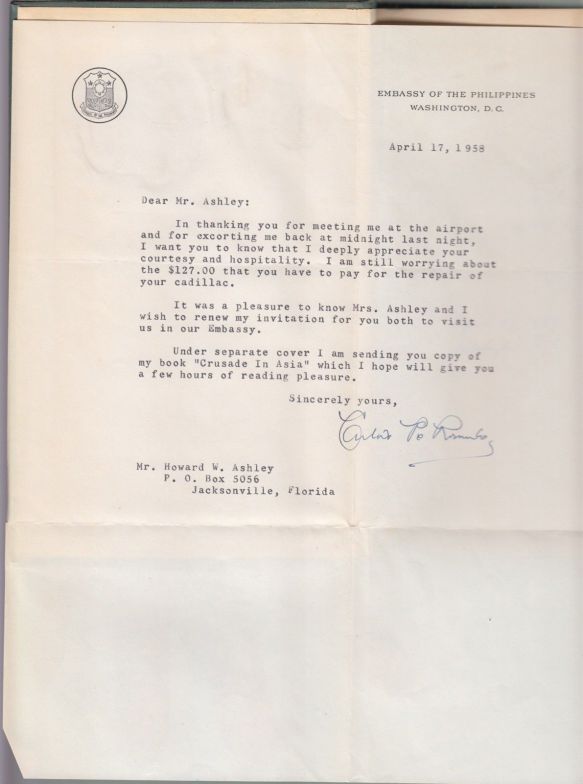 EMBASSY OF THE PHILIPPINES
WASHINGTON, D. C.
April 17, 1958
Dear Mr. Ashley:
In thanking you for meeting me at the airport
and for excorting me back at midnight last night,
I want you to know that I deeply appreciate your
courtesy and hospitality. I am still worrying about
the $127.00 that you have to pay for the repair of
your cadillac.
It was a pleasure to know Mrs. Ashley and I
wish to renew my invitation for you both to visit
us in our Embassy.
Under separate cover I am sending you copy of
my book "Crusade In Asia" which I hope will give you
a few hours of reading pleasure.
Sincerely yours,
Carlos P. Romulo
Mr. Howard W. Ashley
P. O. Box 5056
Jacksonville, Florida